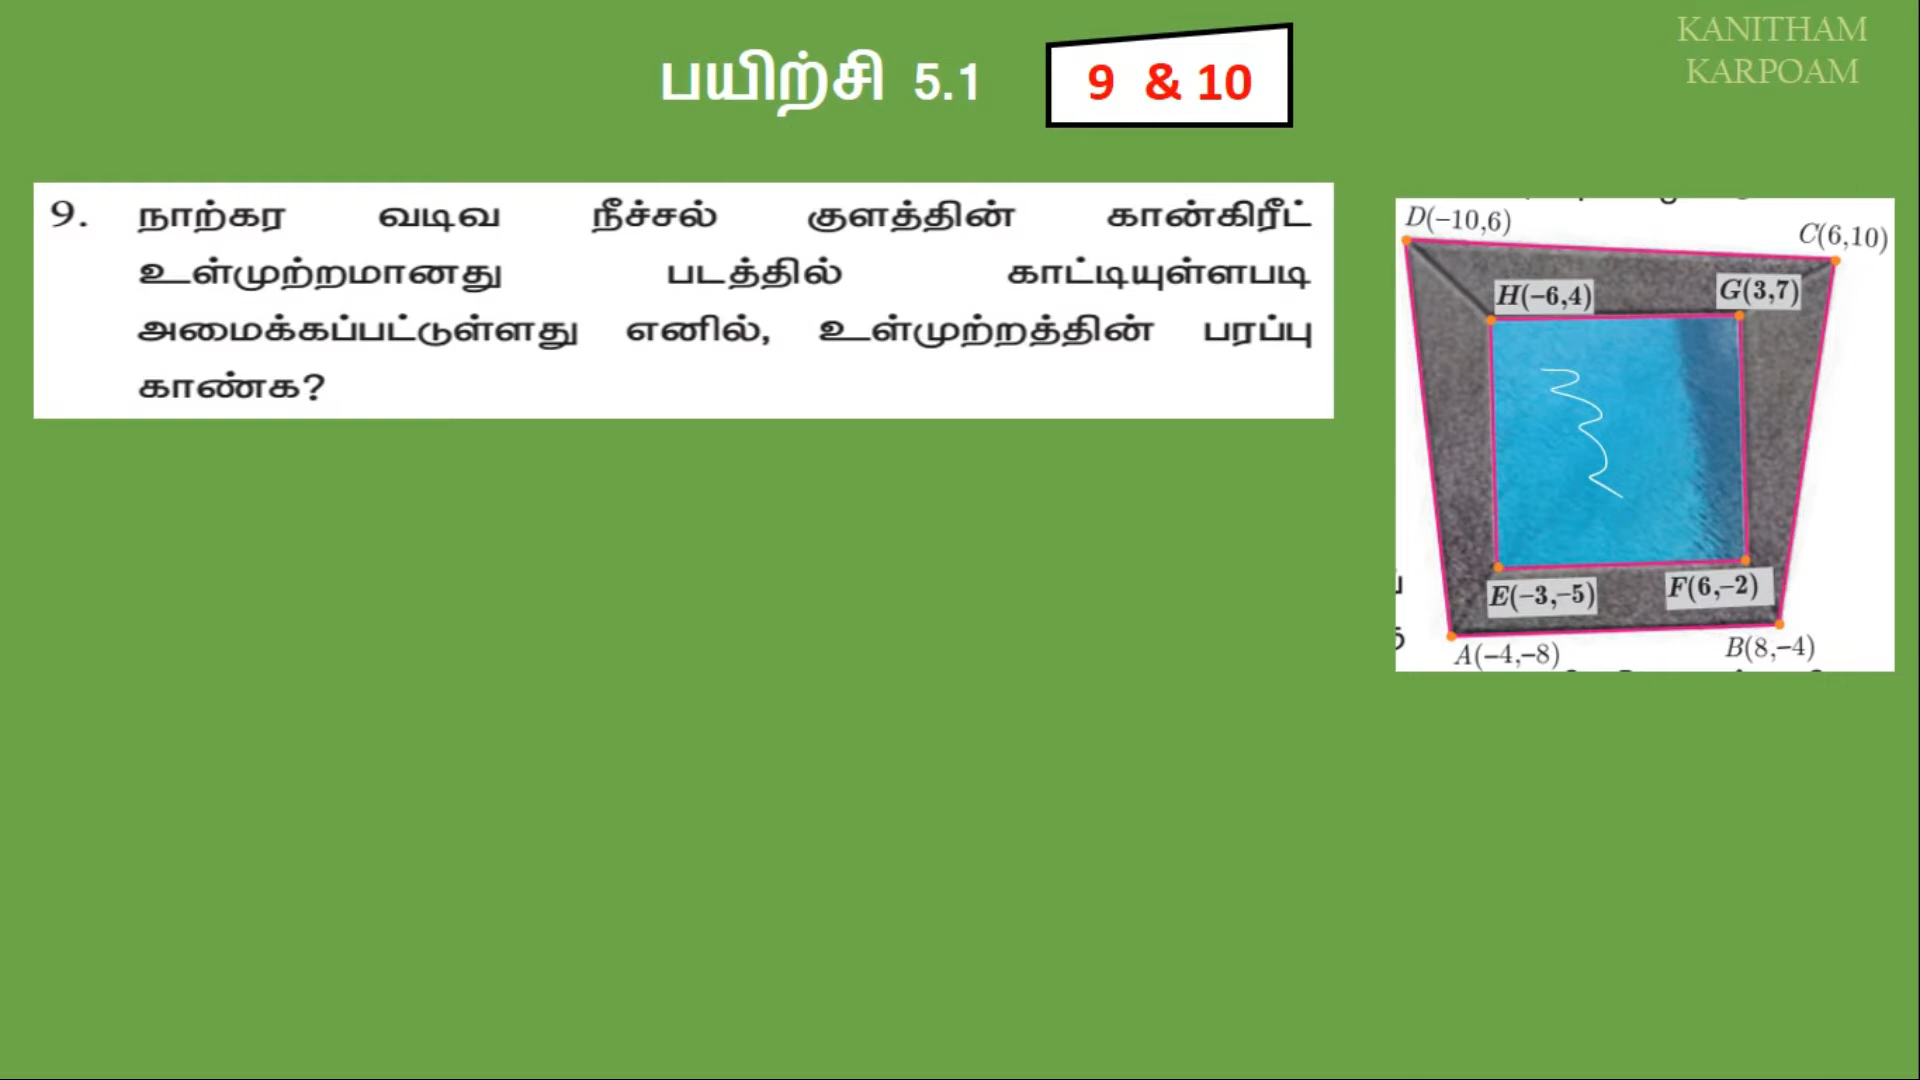 பயிற்சி 5.1
9 & 10
KANITHAM
KARPOAM
9. நாற்கர வடிவ நீச்சல் குளத்தின் கான்கிரீட்
உள்முற்றமானது படத்தில் காட்டியுள்ளபடி
அமைக்கப்பட்டுள்ளது எனில், உள்முற்றத்தின் பரப்பு
காண்க?
D(−10,6)
C(6,10)
H(−6,4)
G(3,7)
E(−3,−5)
F(6,−2)
A(−4,−8)
B(8,−4)